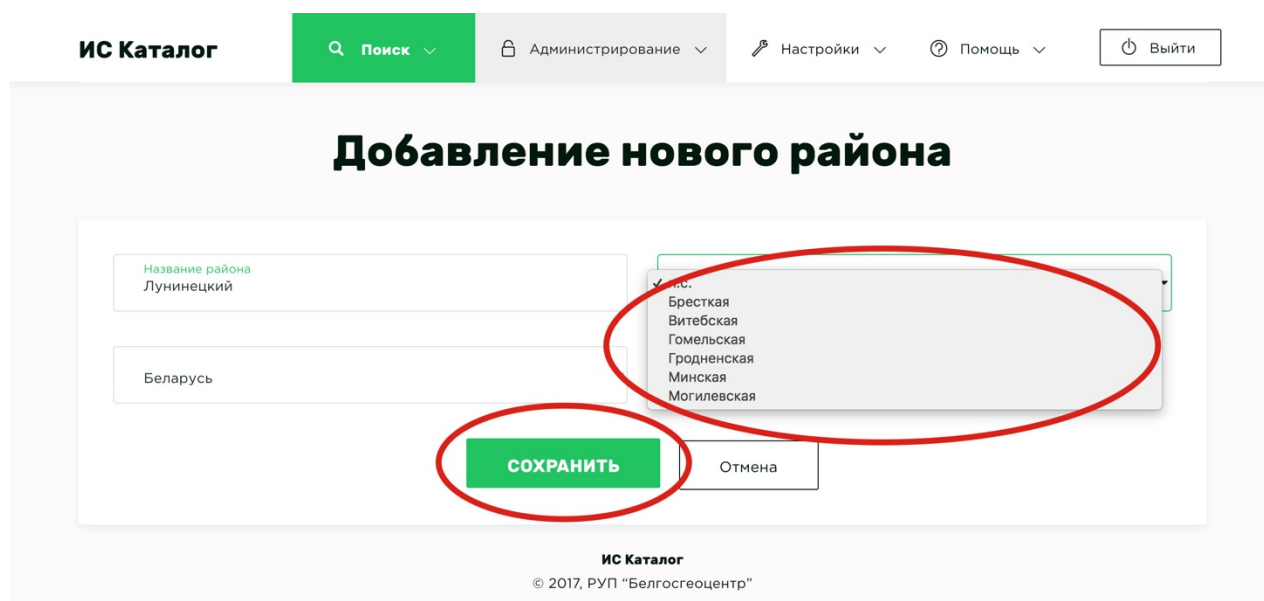 ИС Каталог
Поиск
Администрирование
Настройки
Помощь
Выйти
Добавление нового района
Название района
Лунинецкий
Бресткая
Витебская
Гомельская
Гродненская
Минская
Могилевская
Беларусь
СОХРАНИТЬ
Отмена
ИС Каталог
© 2017, РУП “Белгосгеоцентр”